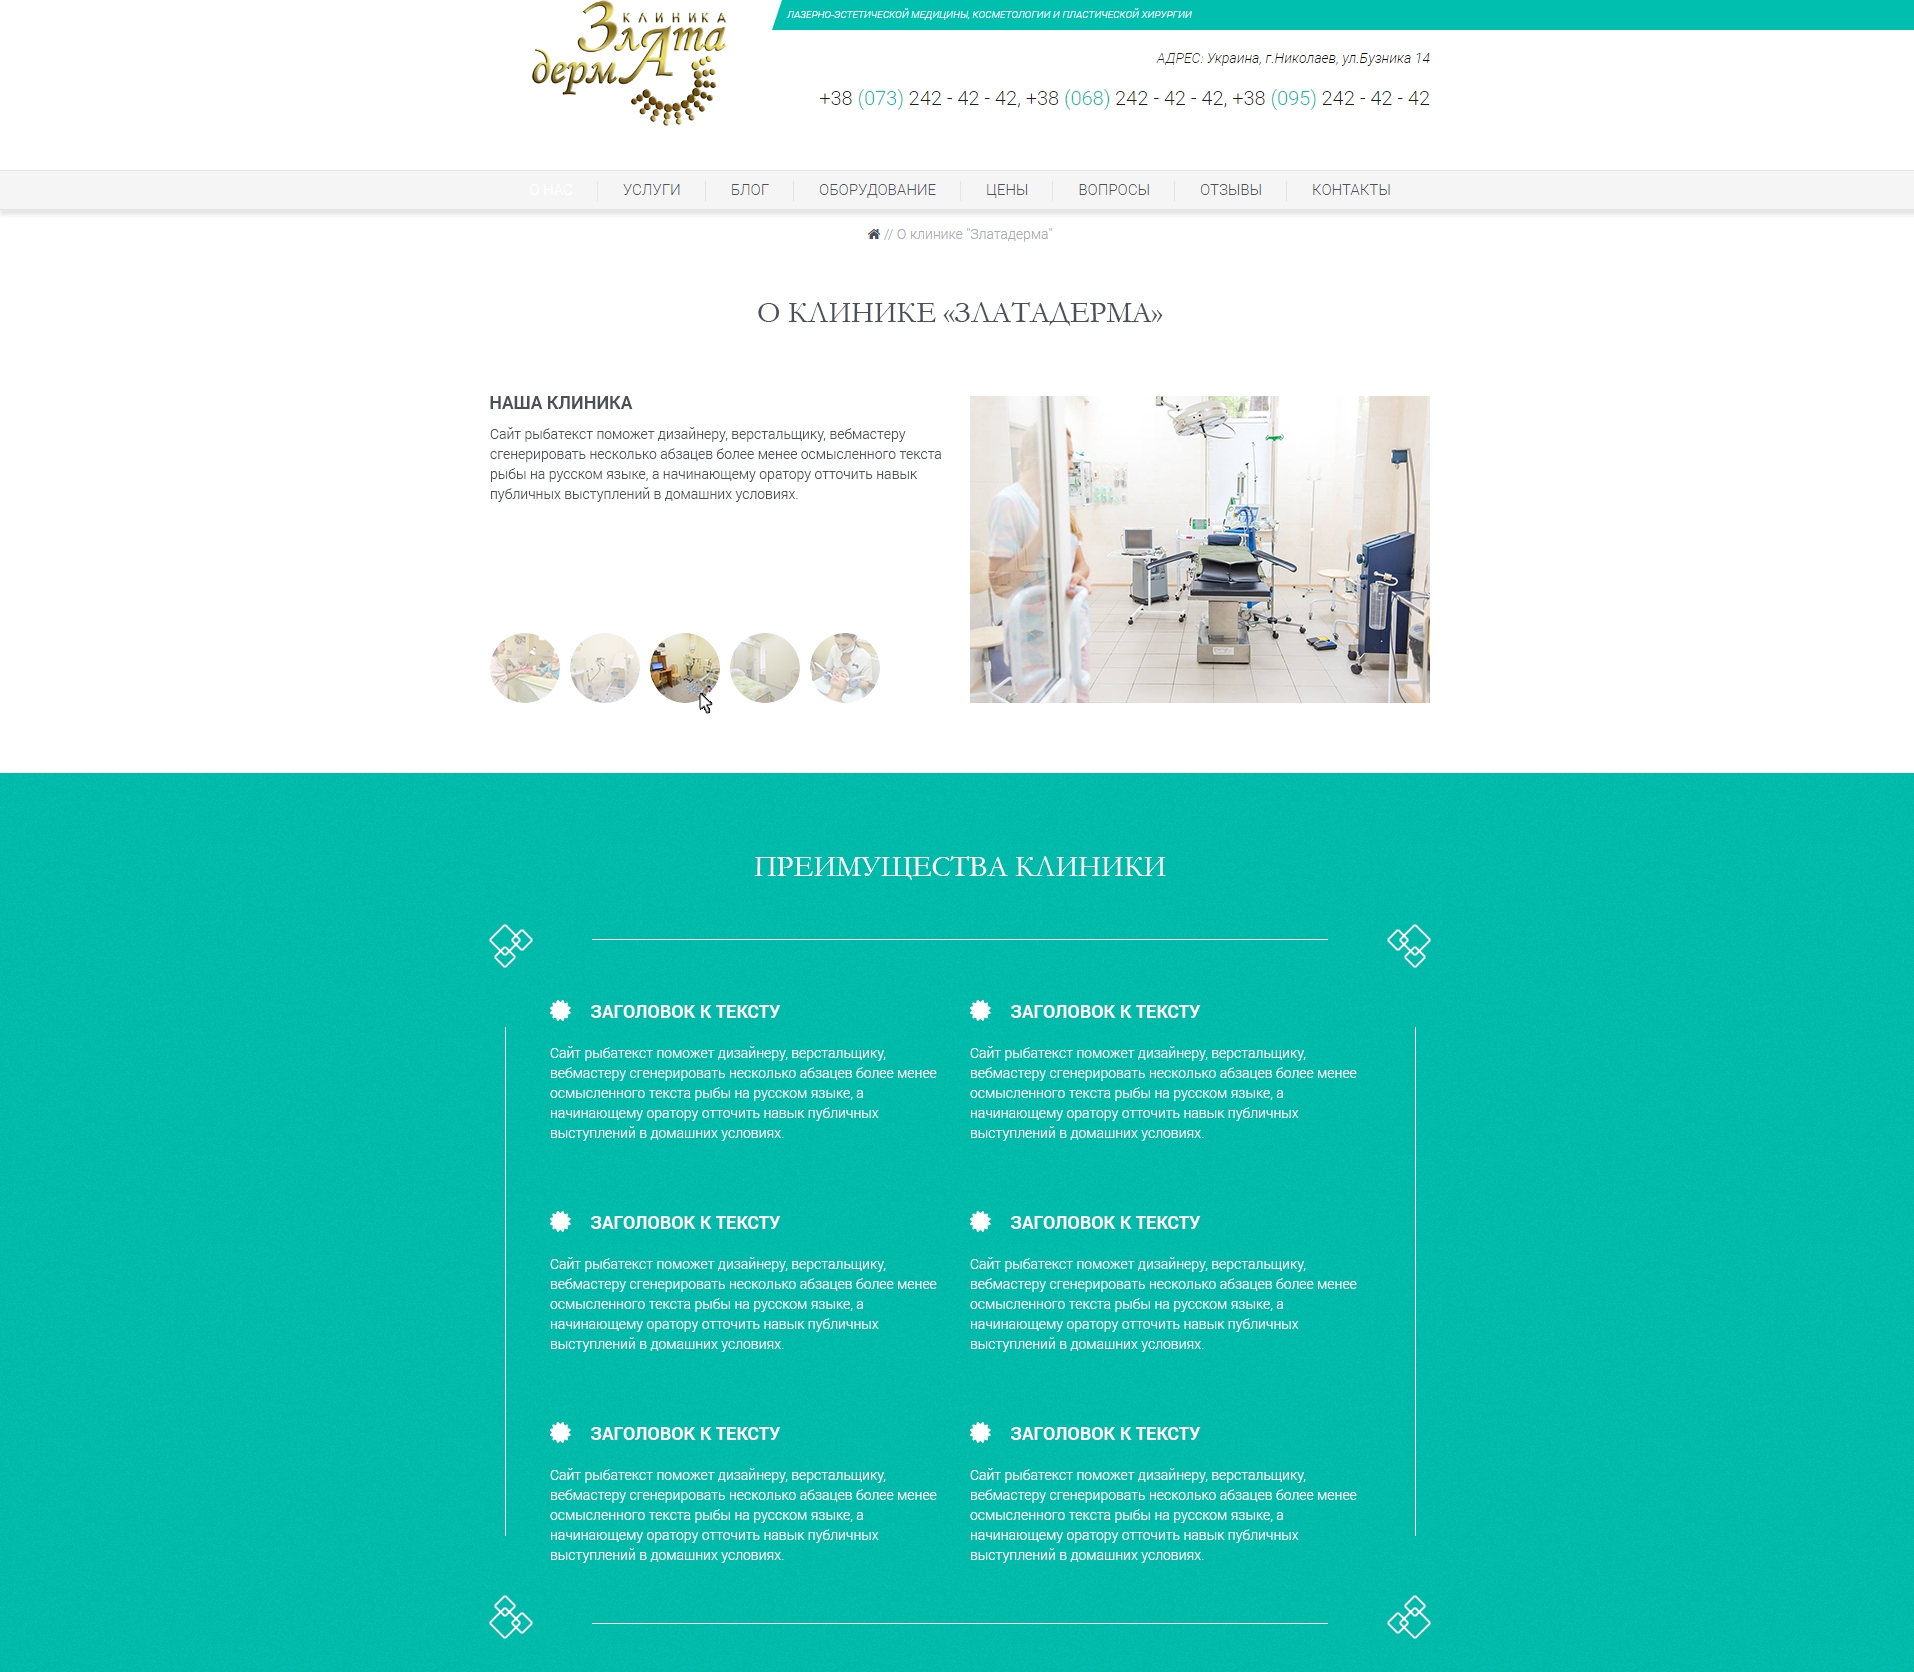 КЛИНИКА
ЗлАта
дермА
ЛАЗЕРНО-ЭСТЕТИЧЕСКОЙ МЕДИЦИНЫ, КОСМЕТОЛОГИИ И ПЛАСТИЧЕСКОЙ ХИРУРГИИ
АДРЕС: Украина, г.Николаев, ул.Бузника 14
+38 (073) 242 - 42 - 42, +38 (068) 242 - 42 - 42, +38 (095) 242 - 42 - 42
О НАС УСЛУГИ БЛОГ ОБОРУДОВАНИЕ ЦЕНЫ ВОПРОСЫ ОТЗЫВЫ КОНТАКТЫ
// О клинике "Златадерма"
О КЛИНИКЕ «ЗЛАТАДЕРМА»
НАША КЛИНИКА
Сайт рыбатекст поможет дизайнеру, верстальщику, вебмастеру
сгенерировать несколько абзацев более менее осмысленного текста
рыбы на русском языке, а начинающему оратору отточить навык
публичных выступлений в домашних условиях.
ПРЕИМУЩЕСТВА КЛИНИКИ
ЗАГОЛОВОК К ТЕКСТУ
Сайт рыбатекст поможет дизайнеру, верстальщику,
вебмастеру сгенерировать несколько абзацев более менее
осмысленного текста рыбы на русском языке, а
начинающему оратору отточить навык публичных
выступлений в домашних условиях.
ЗАГОЛОВОК К ТЕКСТУ
Сайт рыбатекст поможет дизайнеру, верстальщику,
вебмастеру сгенерировать несколько абзацев более менее
осмысленного текста рыбы на русском языке, а
начинающему оратору отточить навык публичных
выступлений в домашних условиях.
ЗАГОЛОВОК К ТЕКСТУ
Сайт рыбатекст поможет дизайнеру, верстальщику,
вебмастеру сгенерировать несколько абзацев более менее
осмысленного текста рыбы на русском языке, а
начинающему оратору отточить навык публичных
выступлений в домашних условиях.
ЗАГОЛОВОК К ТЕКСТУ
Сайт рыбатекст поможет дизайнеру, верстальщику,
вебмастеру сгенерировать несколько абзацев более менее
осмысленного текста рыбы на русском языке, а
начинающему оратору отточить навык публичных
выступлений в домашних условиях.
ЗАГОЛОВОК К ТЕКСТУ
Сайт рыбатекст поможет дизайнеру, верстальщику,
вебмастеру сгенерировать несколько абзацев более менее
осмысленного текста рыбы на русском языке, а
начинающему оратору отточить навык публичных
выступлений в домашних условиях.
ЗАГОЛОВОК К ТЕКСТУ
Сайт рыбатекст поможет дизайнеру, верстальщику,
вебмастеру сгенерировать несколько абзацев более менее
осмысленного текста рыбы на русском языке, а
начинающему оратору отточить навык публичных
выступлений в домашних условиях.